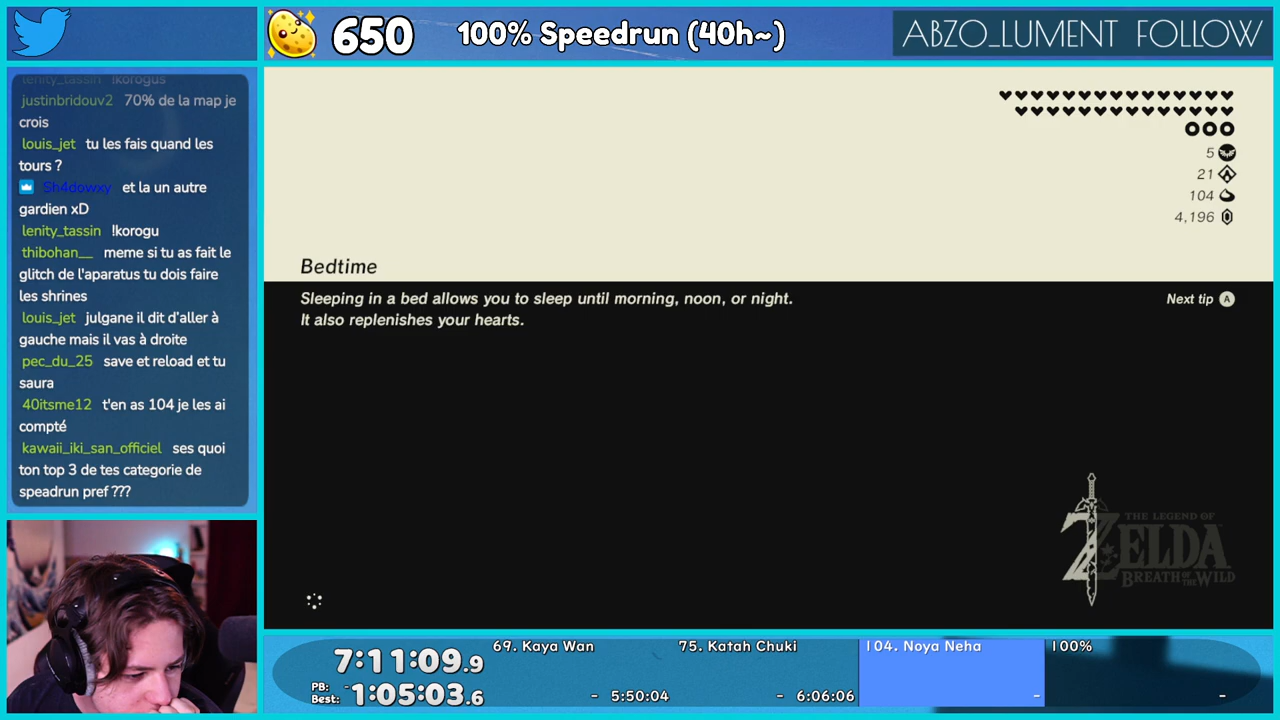 650 100% Speedrun (40h~) ABZO_LUMENT FOLLOW
lenity_tassin !korogus
justinbridouv2 70% de la map je
crois
louis_jet tu les fais quand les
tours ?
Sh4dowxy et la un autre
gardien xD
lenity_tassin !korogu
thibohan__ meme si tu as fait le
glitch de l'aparatus tu dois faire
les shrines
louis_jet julgane il dit d'aller à
gauche mais il vas à droite
pec_du_25 save et reload et tu
saura
40itsme12 t'en as 104 je les ai
compté
kawaii_iki_san_officiel ses quoi
ton top 3 de tes categorie de
speadrun pref ???
5
21
104
4,196
Bedtime
Sleeping in a bed allows you to sleep until morning, noon, or night.
It also replenishes your hearts.
Next tip A
THE LEGEND OF
ZELDA
BREATH OF THE WILD
7:11:09.9
PB: -
Best: 1:05:03.6
69. Kaya Wan
- 5:50:04
75. Katah Chuki
- 6:06:06
104. Noya Neha
-
100%
-